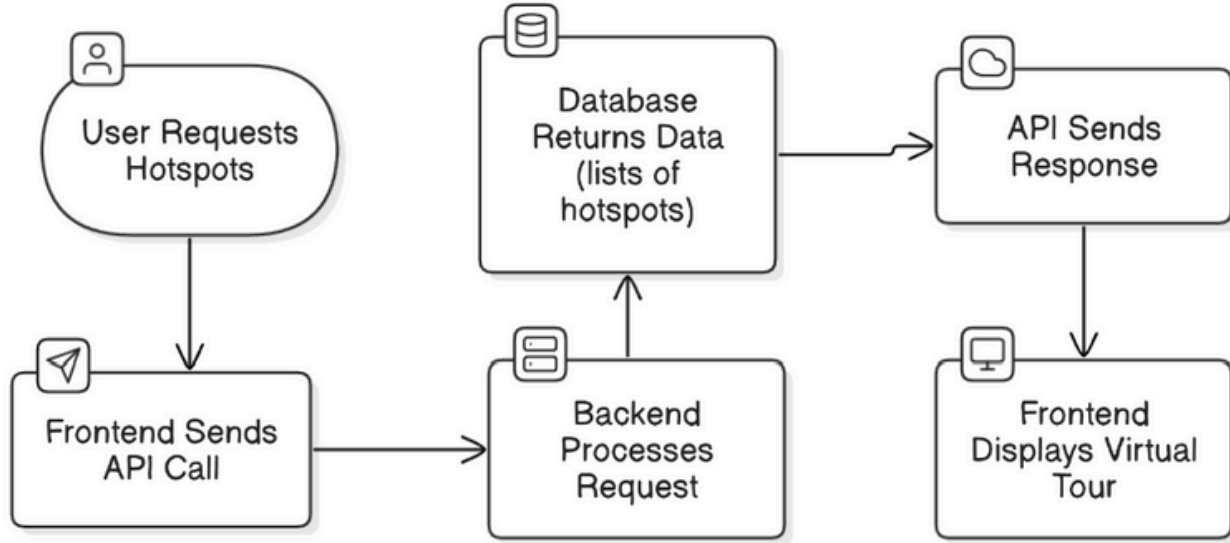 User Requests
Hotspots
Frontend Sends
API Call
Backend
Processes
Request
Database
Returns Data
(lists of
hotspots)
API Sends
Response
Frontend
Displays Virtual
Tour